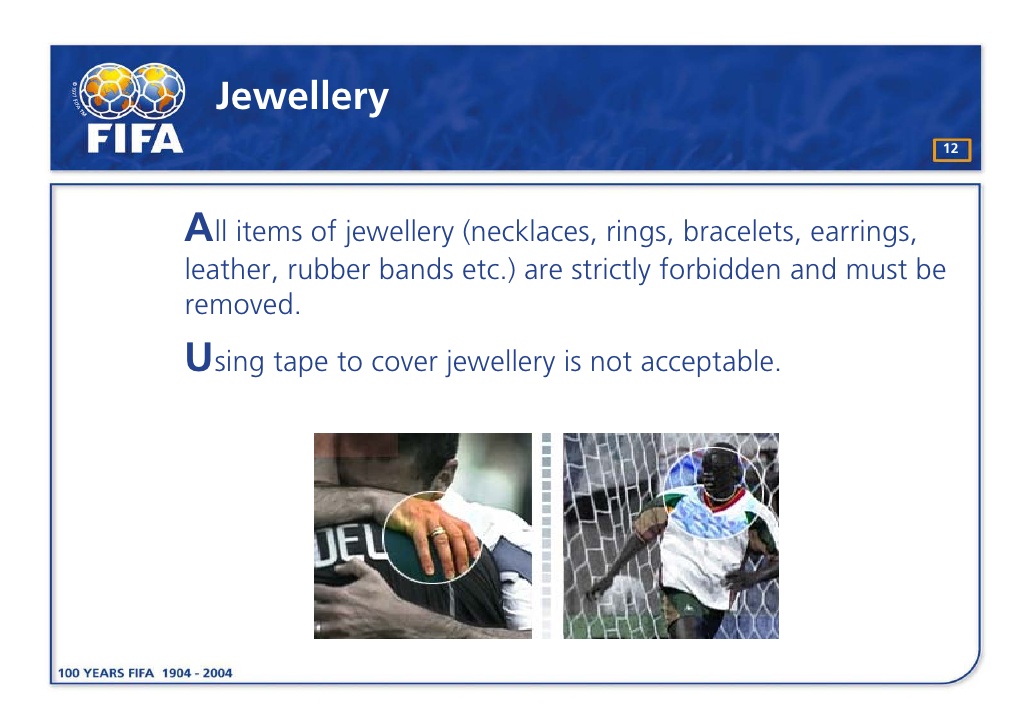 Jewellery
FIFA
12
All items of jewellery (necklaces, rings, bracelets, earrings,
leather, rubber bands etc.) are strictly forbidden and must be
removed.
Using tape to cover jewellery is not acceptable.
DEL
100 YEARS FIFA 1904 - 2004